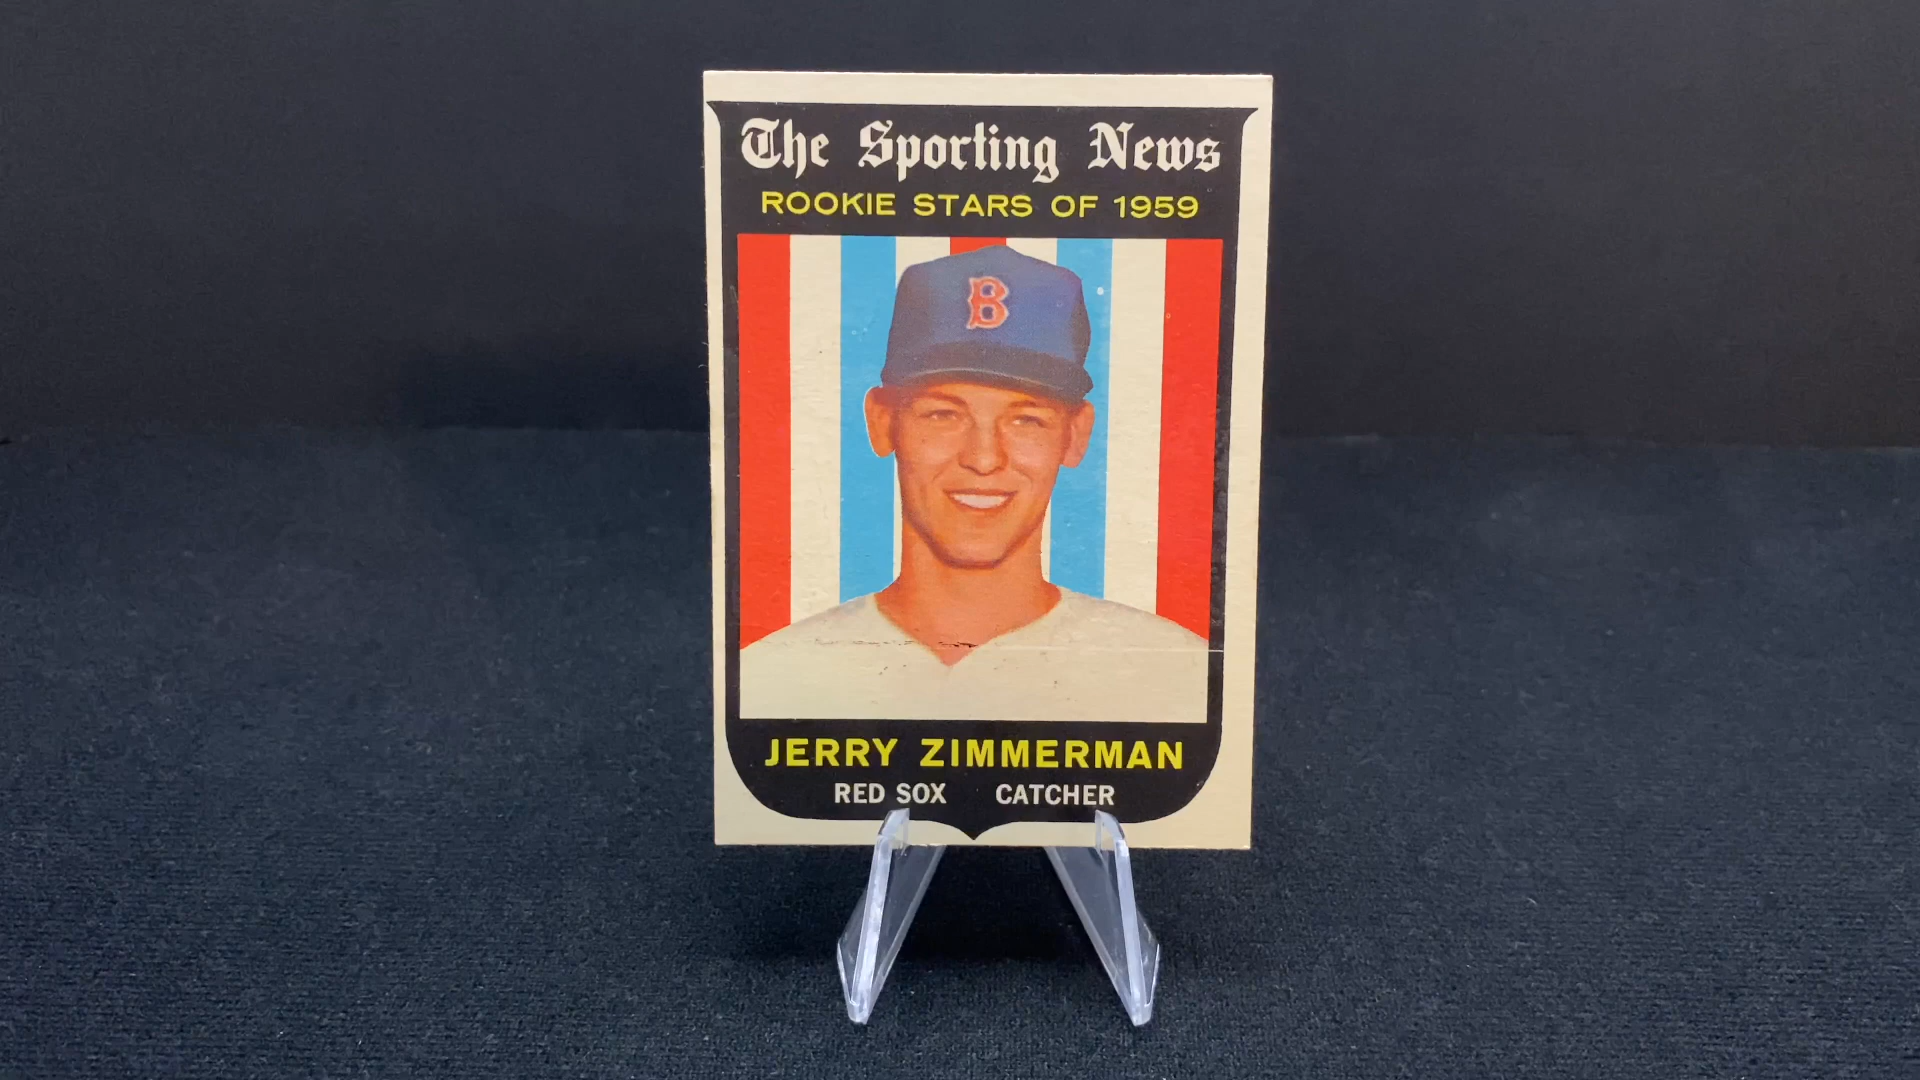 The Sporting News
ROOKIE STARS OF 1959
B
JERRY ZIMMERMAN
RED SOX CATCHER